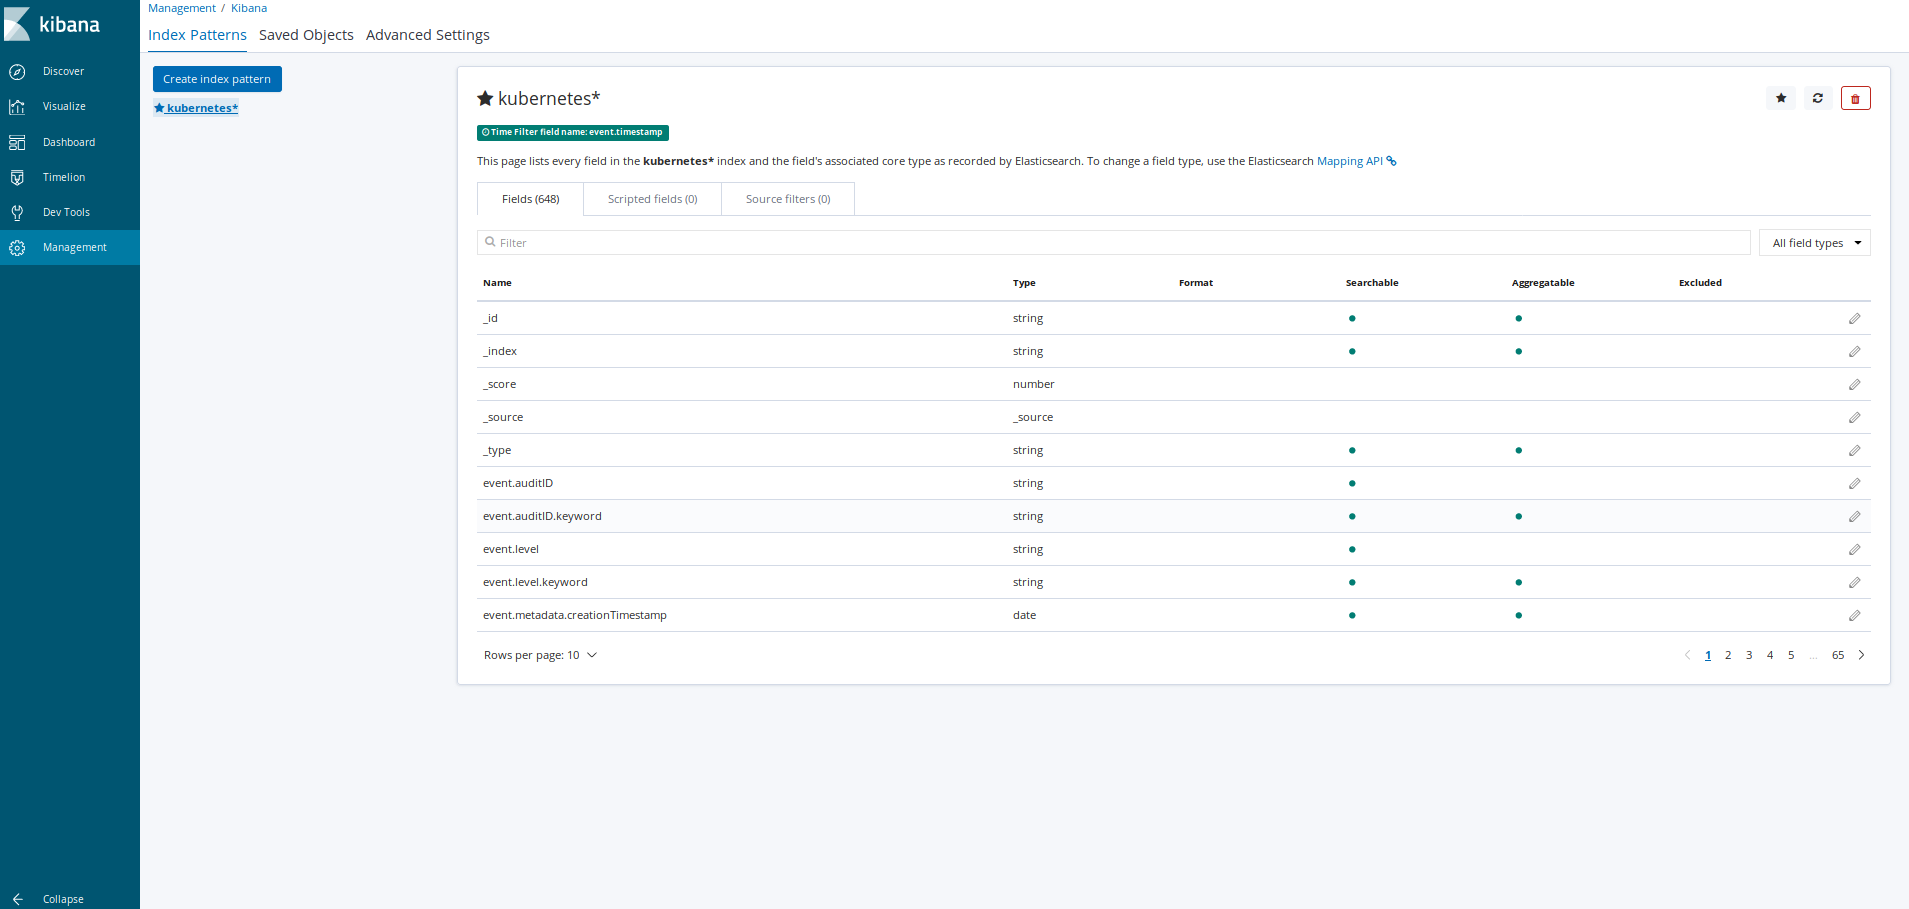 kibana
Discover
Visualize
Dashboard
Timelion
Dev Tools
Management
Collapse
Management / Kibana
Index Patterns Saved Objects Advanced Settings
Create index pattern
kubernetes*
kubernetes*
Time Filter field name: event.timestamp
This page lists every field in the kubernetes* index and the field's associated core type as recorded by Elasticsearch. To change a field type, use the Elasticsearch Mapping API
Fields (648) Scripted fields (0) Source filters (0)
Filter All field types
Name Type Format Searchable Aggregatable Excluded
_id string
_index string
_score number
_source _source
_type string
event.auditID string
event.auditID.keyword string
event.level string
event.level.keyword string
event.metadata.creationTimestamp date
Rows per page: 10 1 2 3 4 5 ... 65